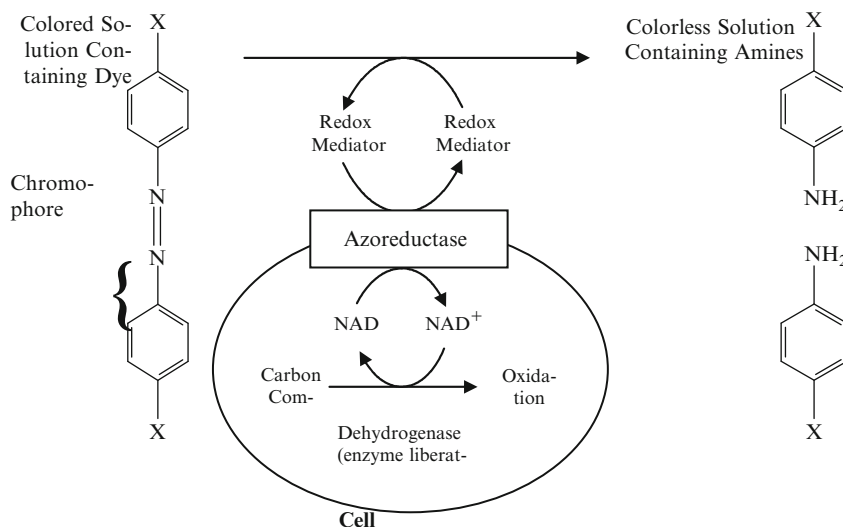 Colored So-
lution Con-
taining Dye
X
Chromo-
phore
N
N
{
X
Redox
Mediator
Redox
Mediator
Azoreductase
NAD
NAD+
Carbon
Com-
Oxida-
tion
Dehydrogenase
(enzyme liberat-
Cell
Colorless Solution
Containing Amines
X
NH2
NH2
X